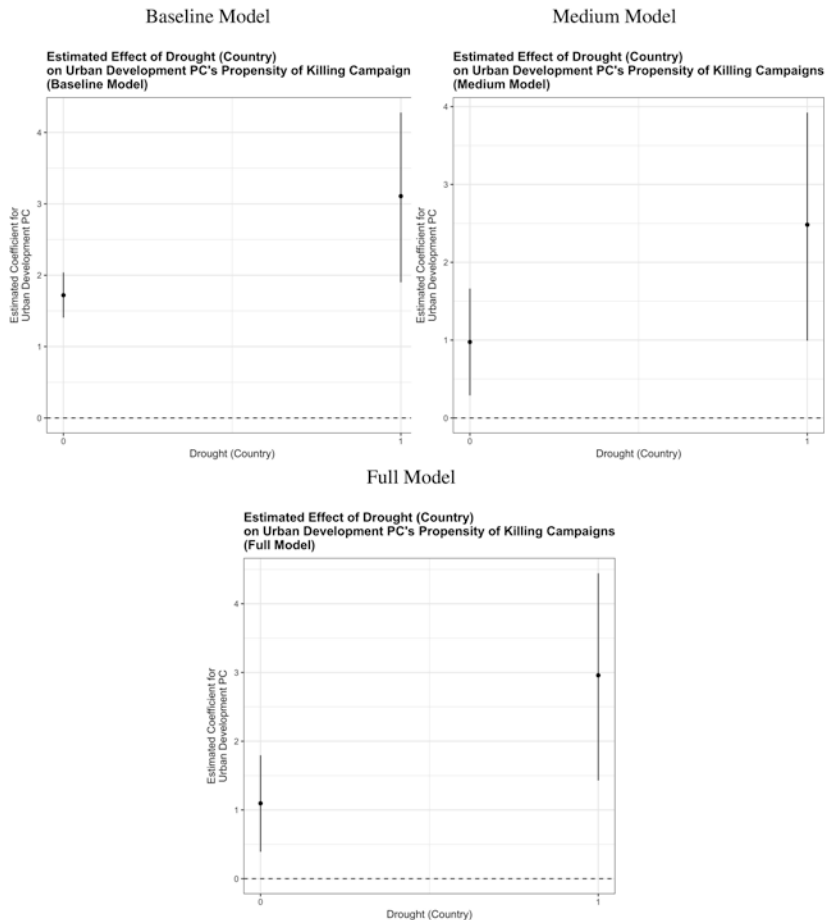 Baseline Model
Estimated Effect of Drought (Country)
on Urban Development PC's Propensity of Killing Campaign
(Baseline Model)
4
3
2
1
0
Estimated Coefficient for
Urban Development PC
0
1
Drought (Country)
Medium Model
Estimated Effect of Drought (Country)
on Urban Development PC's Propensity of Killing Campaigns
(Medium Model)
4
3
2
1
0
Estimated Coefficient for
Urban Development PC
0
1
Drought (Country)
Full Model
Estimated Effect of Drought (Country)
on Urban Development PC's Propensity of Killing Campaigns
(Full Model)
4
3
2
1
0
Estimated Coefficient for
Urban Development PC
0
1
Drought (Country)